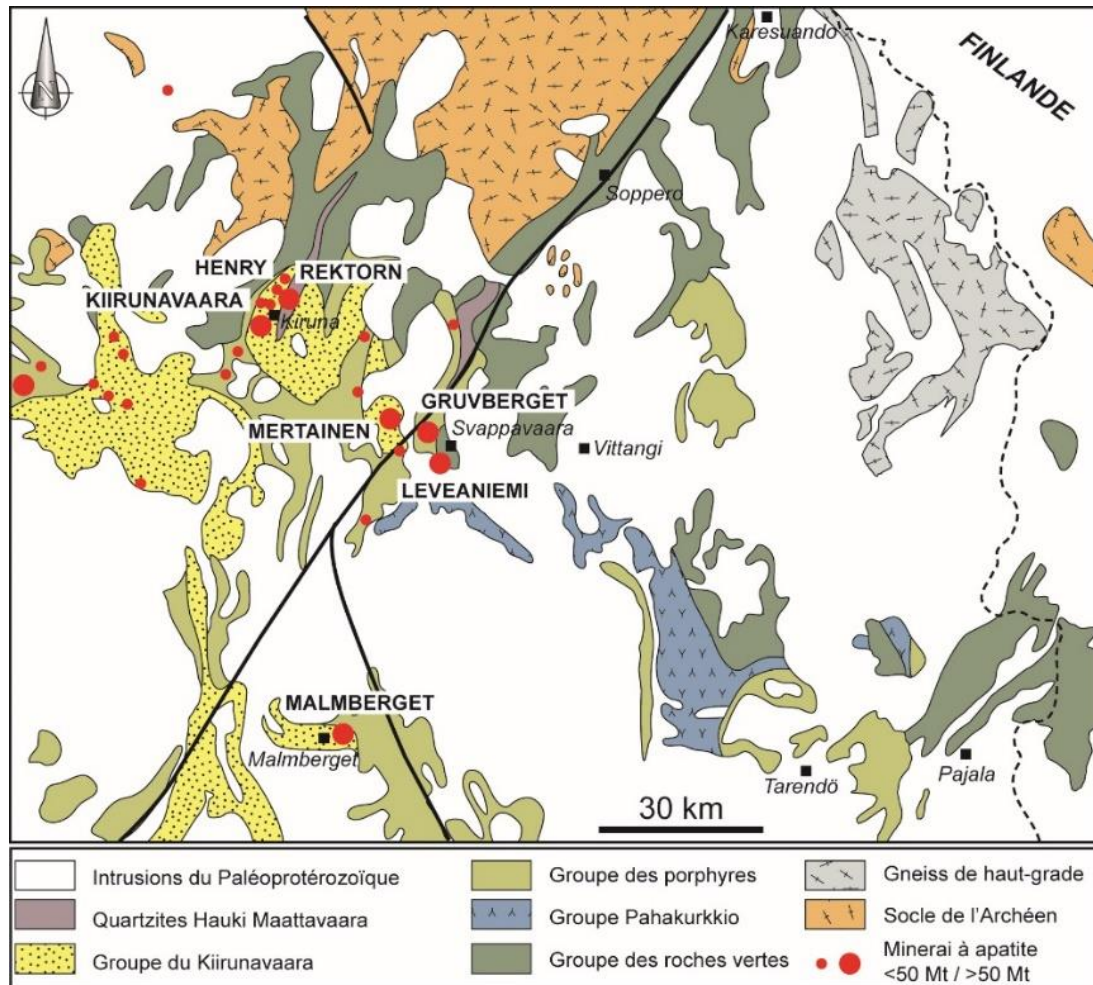 N
Karesuando
FINLANDE
Soppero
HENRY
REKTORN
KIIRUNAVAARA
Kiruna
GRUVBERGET
MERTAINEN
Svappavaara
Vittangi
LEVEANIEMI
MALMBERGET
Malmberget
30 km
Tarendö
Pajala
Intrusions du Paléoprotérozoïque
Quartzites Hauki Maattavaara
Groupe du Kiirunavaara
Groupe des porphyres
Groupe Pahakurkkio
Groupe des roches vertes
Gneiss de haut-grade
Socle de l'Archéen
Minerai à apatite
<50 Mt / >50 Mt